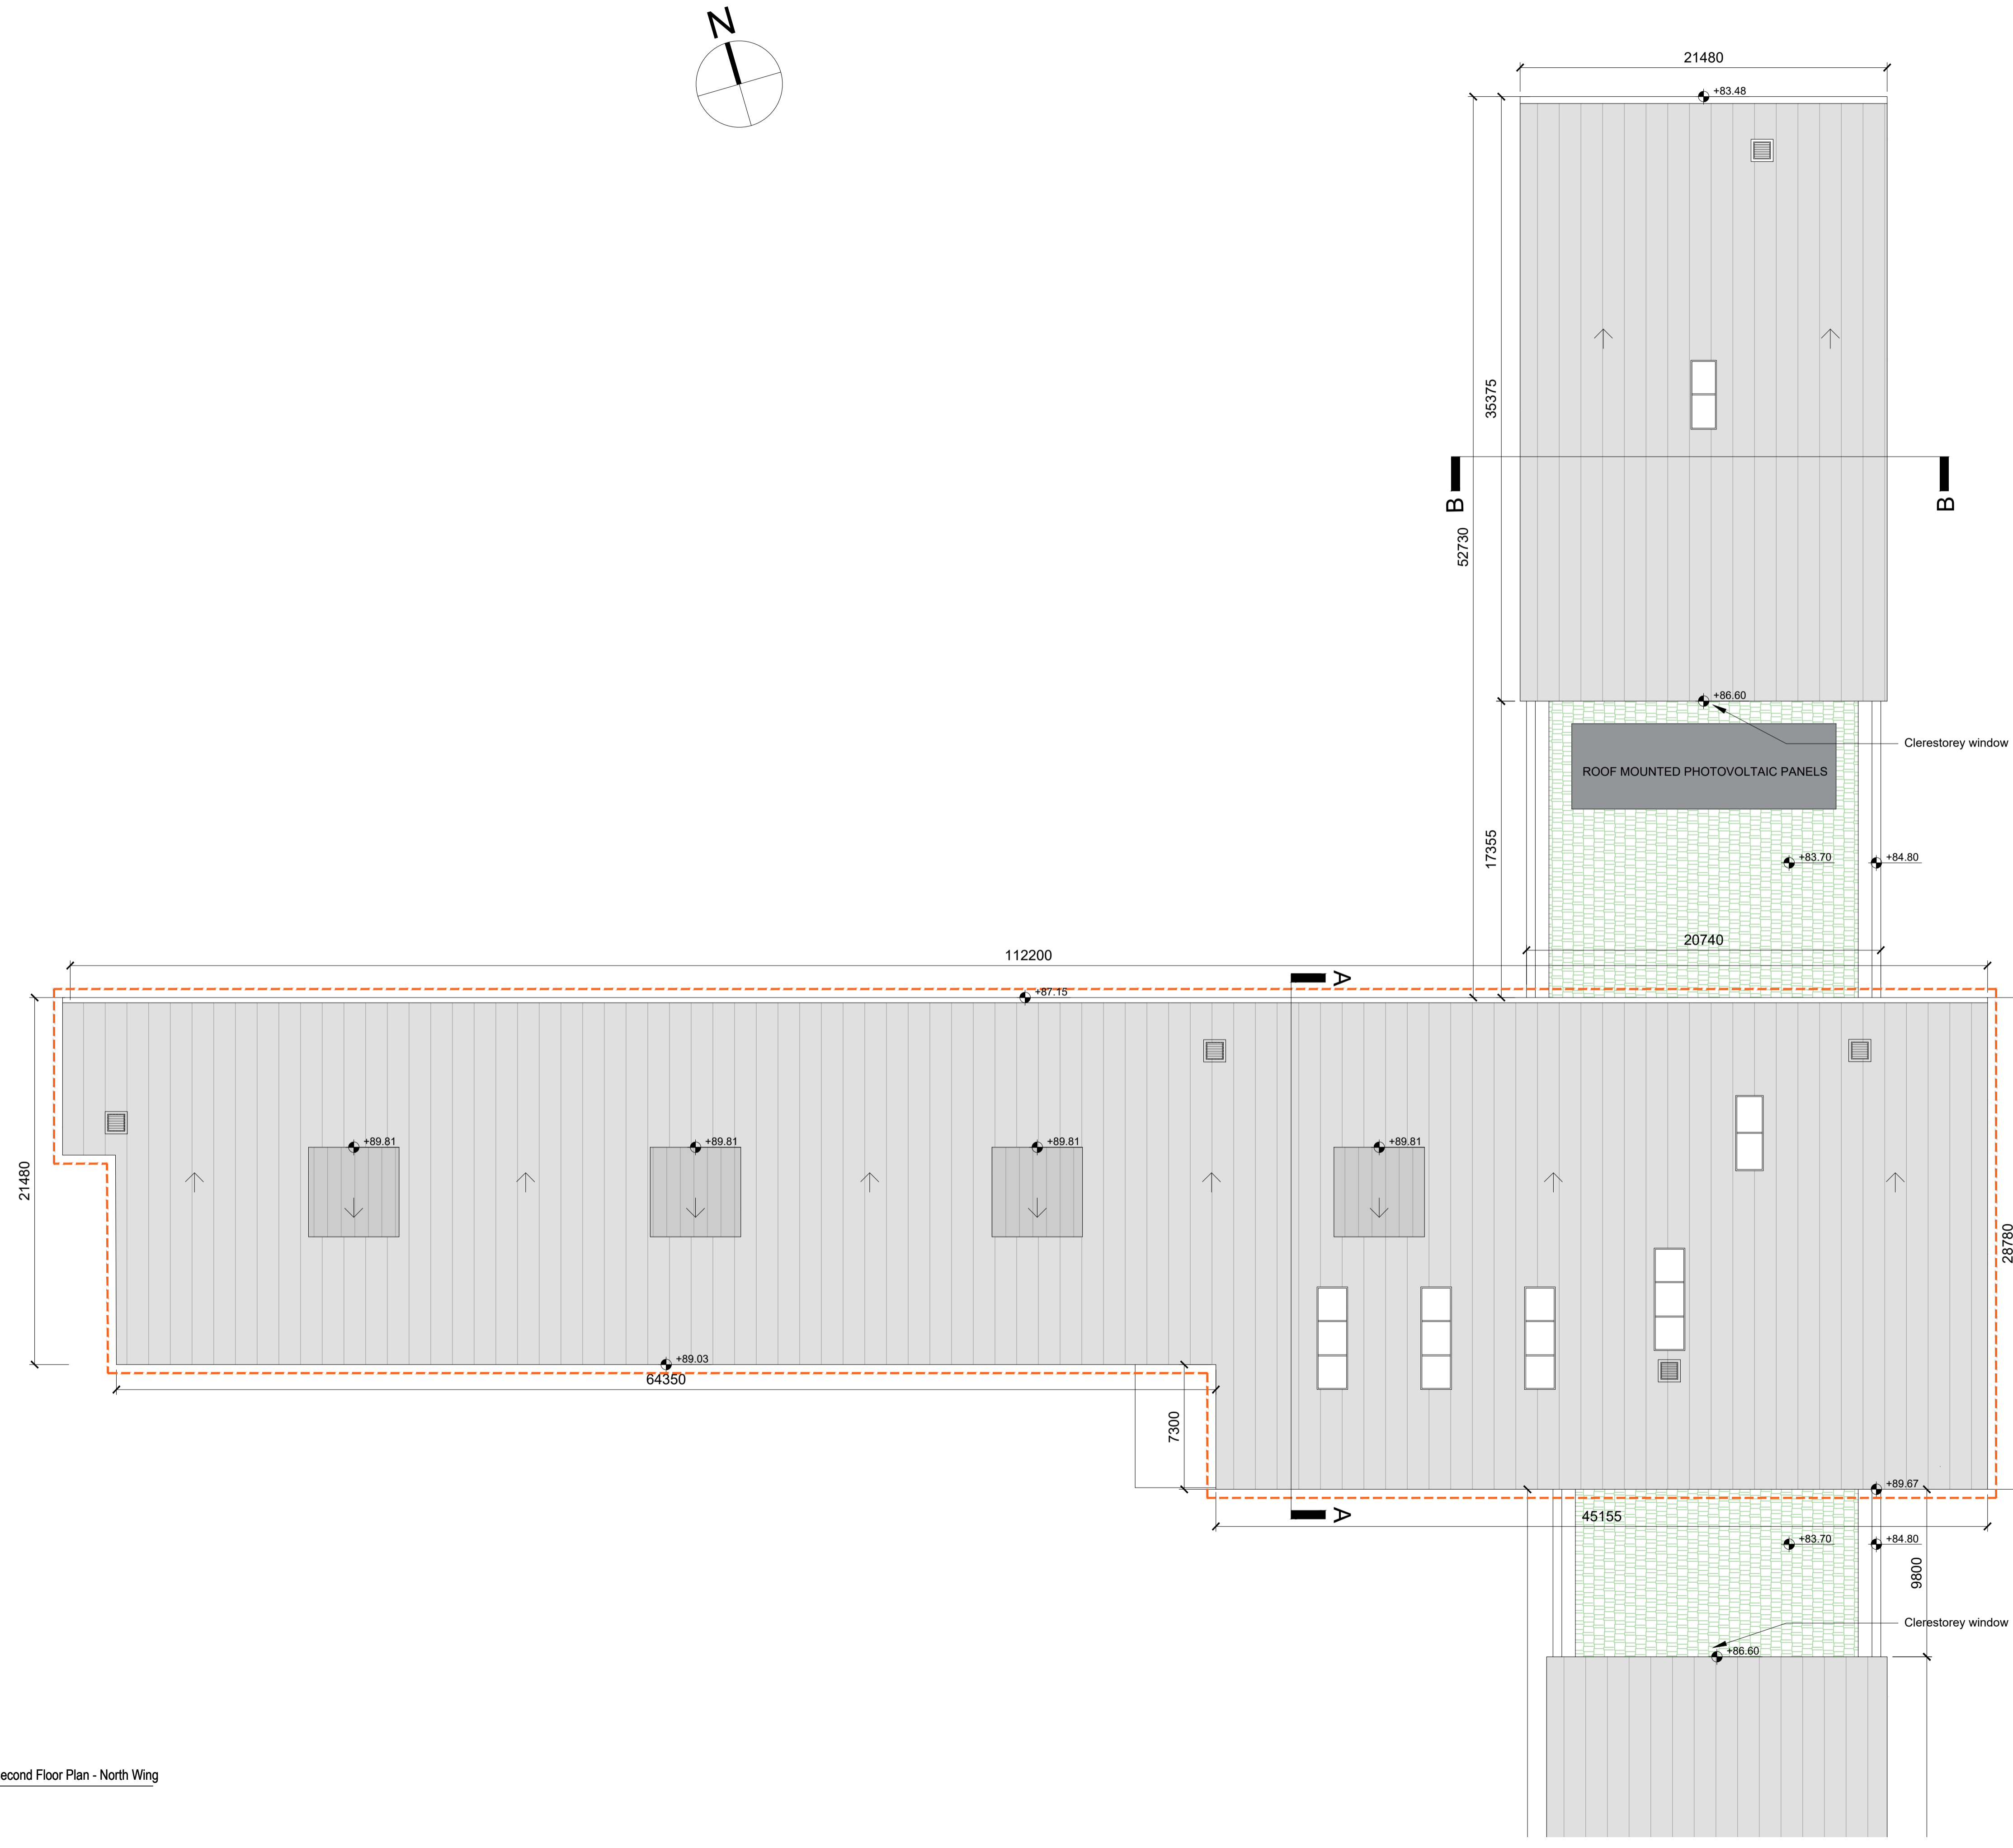 N
21480
+83.48
35375
B
B
52730
+86.60
Clerestorey window
ROOF MOUNTED PHOTOVOLTAIC PANELS
17355
+83.70
+84.80
20740
112200
A
+87.15
+89.81
+89.81
+89.81
+89.81
21480
28780
+89.03
64350
7300
+89.67
A
45155
+83.70
+84.80
9800
Clerestorey window
+86.60
econd Floor Plan - North Wing